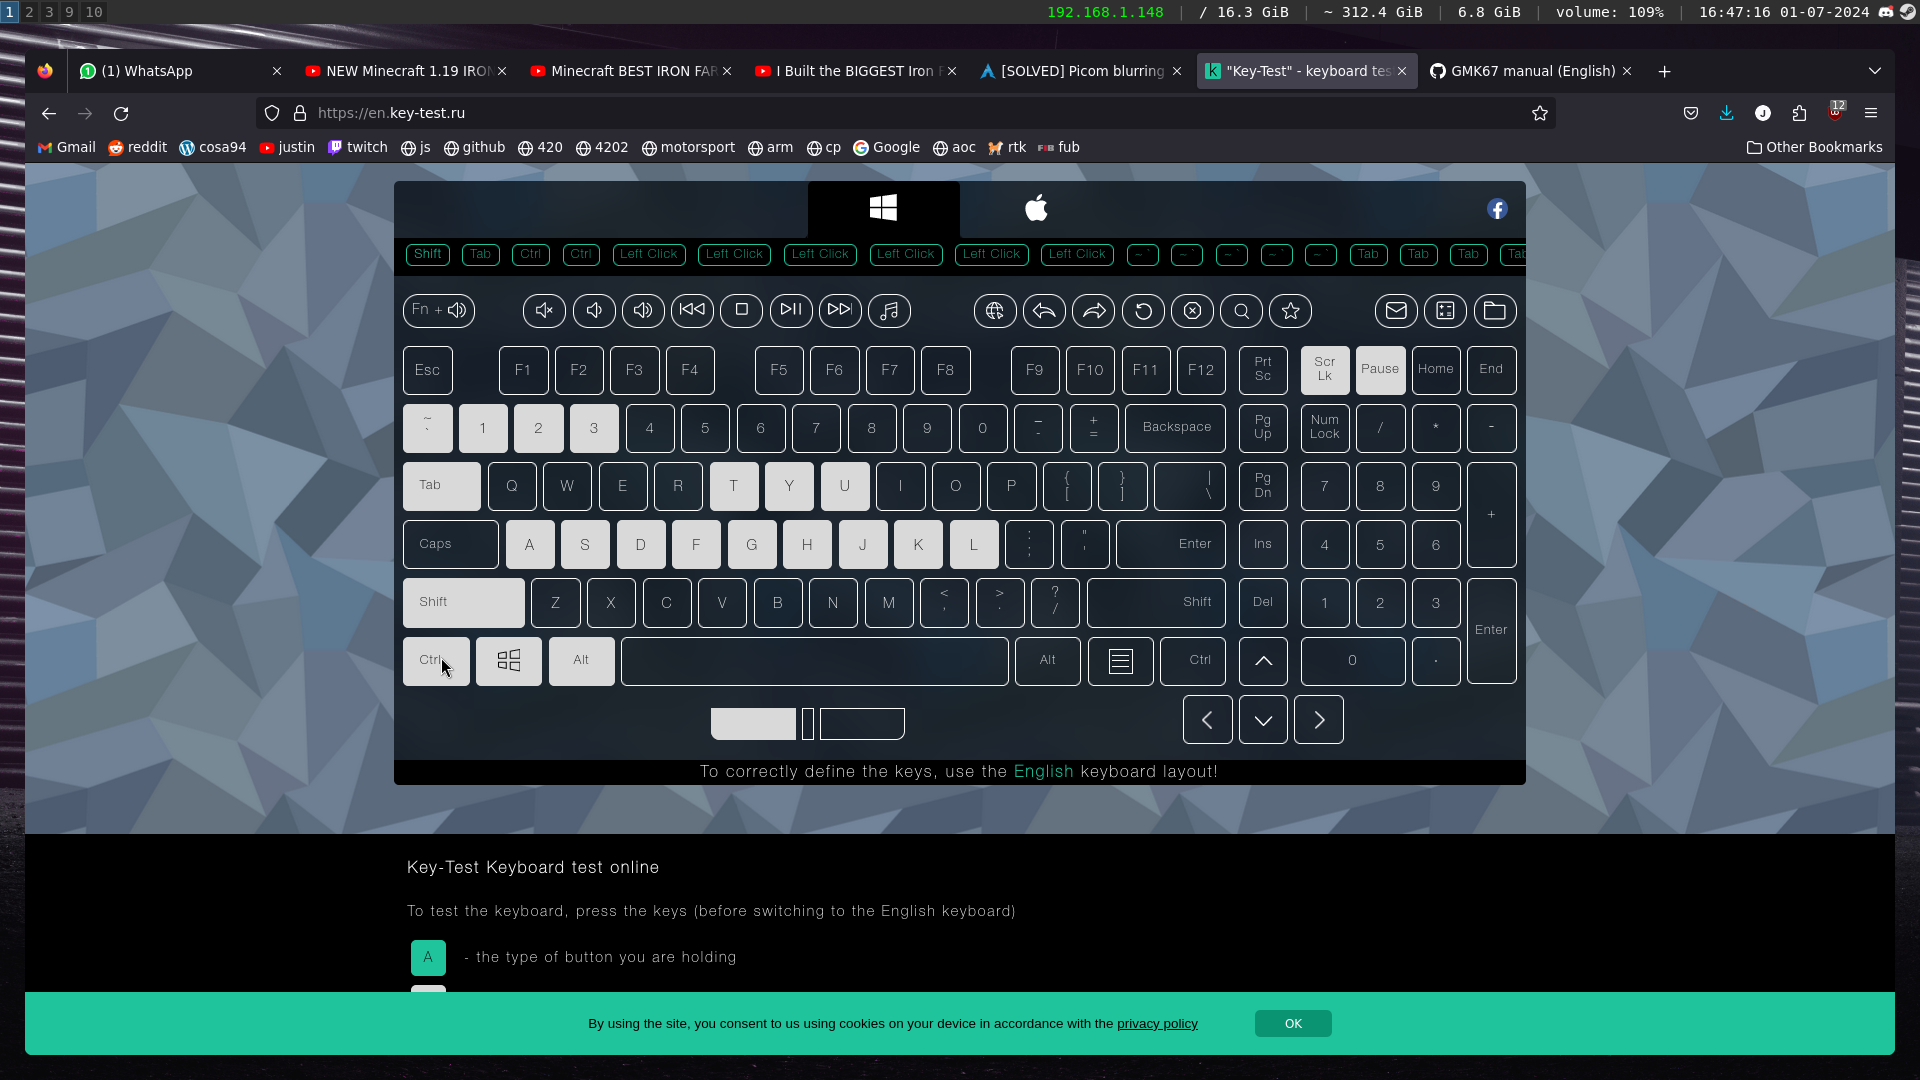 1 2 3 9 10
192.168.1.148 | / 16.3 GiB | ~ 312.4 GiB | 6.8 GiB | volume: 109% | 16:47:16 01-07-2024
(1) WhatsApp
NEW Minecraft 1.19 IRON
Minecraft BEST IRON FAR
I Built the BIGGEST Iron F
[SOLVED] Picom blurring
"Key-Test" - keyboard tes
GMK67 manual (English)
https://en.key-test.ru
12
Gmail reddit cosa94 justin twitch js github 420 4202 motorsport arm cp Google aoc rtk fub Other Bookmarks
Shift Tab Ctrl Ctrl Left Click Left Click Left Click Left Click Left Click Left Click ~ ` ~ ` ~ ` ~ ` ~ ` Tab Tab Tab Tab
Fn +
Esc F1 F2 F3 F4 F5 F6 F7 F8 F9 F10 F11 F12 Prt Sc Scr Lk Pause Home End
~ ` 1 2 3 4 5 6 7 8 9 0 – - + = Backspace Pg Up Num Lock / * -
Tab Q W E R T Y U I O P { [ } ] | \ Pg Dn 7 8 9 +
Caps A S D F G H J K L : ; " ' Enter Ins 4 5 6
Shift Z X C V B N M < , > . ? / Shift Del 1 2 3 Enter
Ctrl Alt Alt Ctrl 0 .
To correctly define the keys, use the English keyboard layout!
Key-Test Keyboard test online
To test the keyboard, press the keys (before switching to the English keyboard)
A - the type of button you are holding
By using the site, you consent to us using cookies on your device in accordance with the privacy policy OK